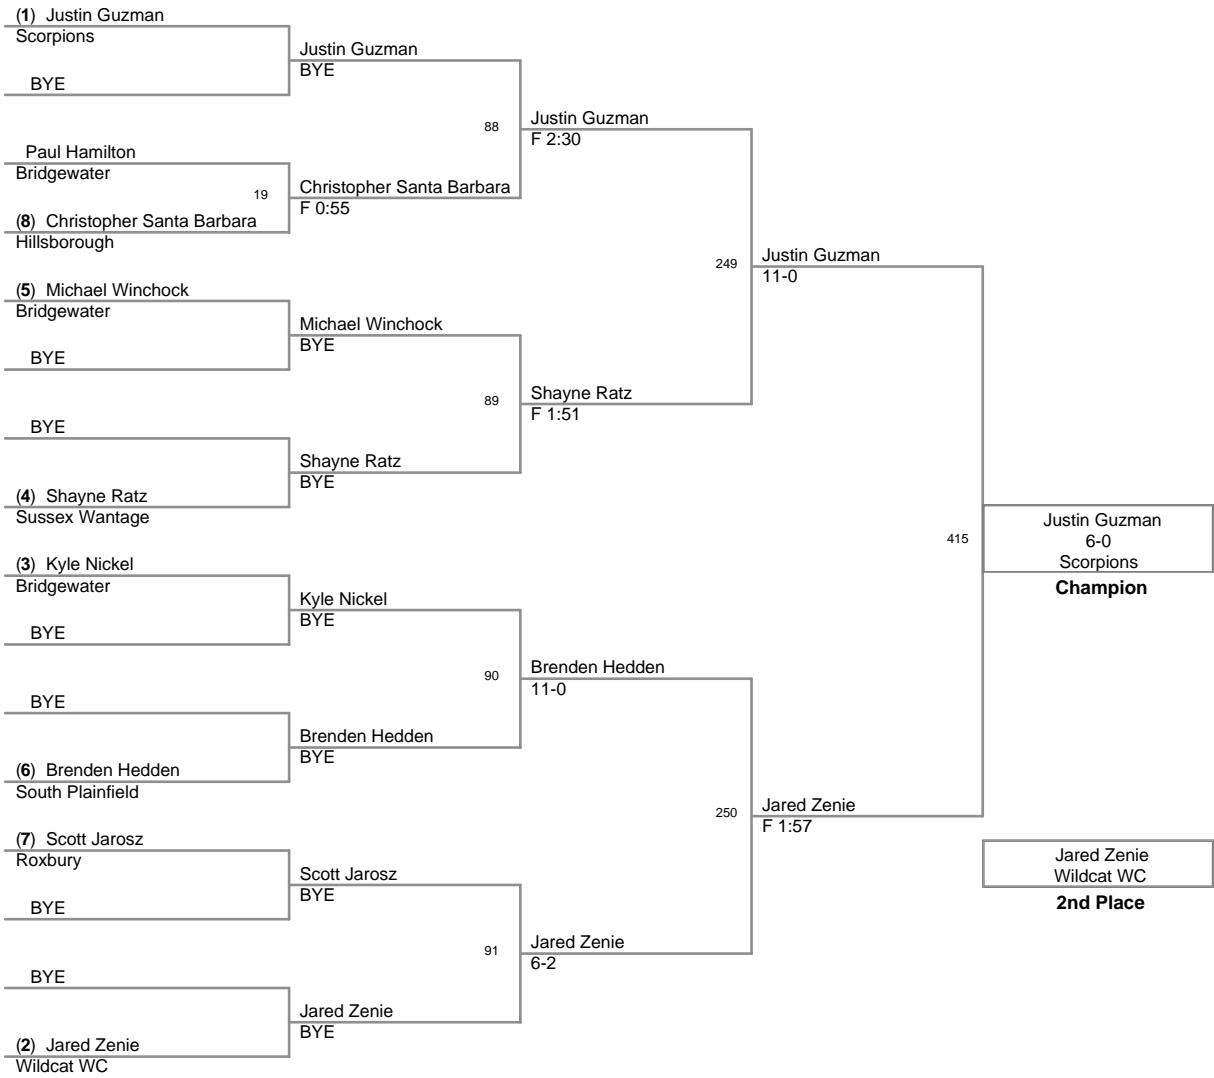 (1) Justin Guzman
Scorpions
BYE
Paul Hamilton
Bridgewater
19
(8) Christopher Santa Barbara
Hillsborough
(5) Michael Winchock
Bridgewater
BYE
BYE
(4) Shayne Ratz
Sussex Wantage
(3) Kyle Nickel
Bridgewater
BYE
BYE
(6) Brenden Hedden
South Plainfield
(7) Scott Jarosz
Roxbury
BYE
BYE
(2) Jared Zenie
Wildcat WC
Justin Guzman
BYE
88
Christopher Santa Barbara
F 0:55
Michael Winchock
BYE
89
Shayne Ratz
BYE
Kyle Nickel
BYE
90
Brenden Hedden
BYE
Scott Jarosz
BYE
91
Jared Zenie
BYE
Justin Guzman
F 2:30
249
Shayne Ratz
F 1:51
Brenden Hedden
11-0
250
Jared Zenie
6-2
Justin Guzman
11-0
415
Jared Zenie
F 1:57
Justin Guzman
6-0
Scorpions
Champion
Jared Zenie
Wildcat WC
2nd Place